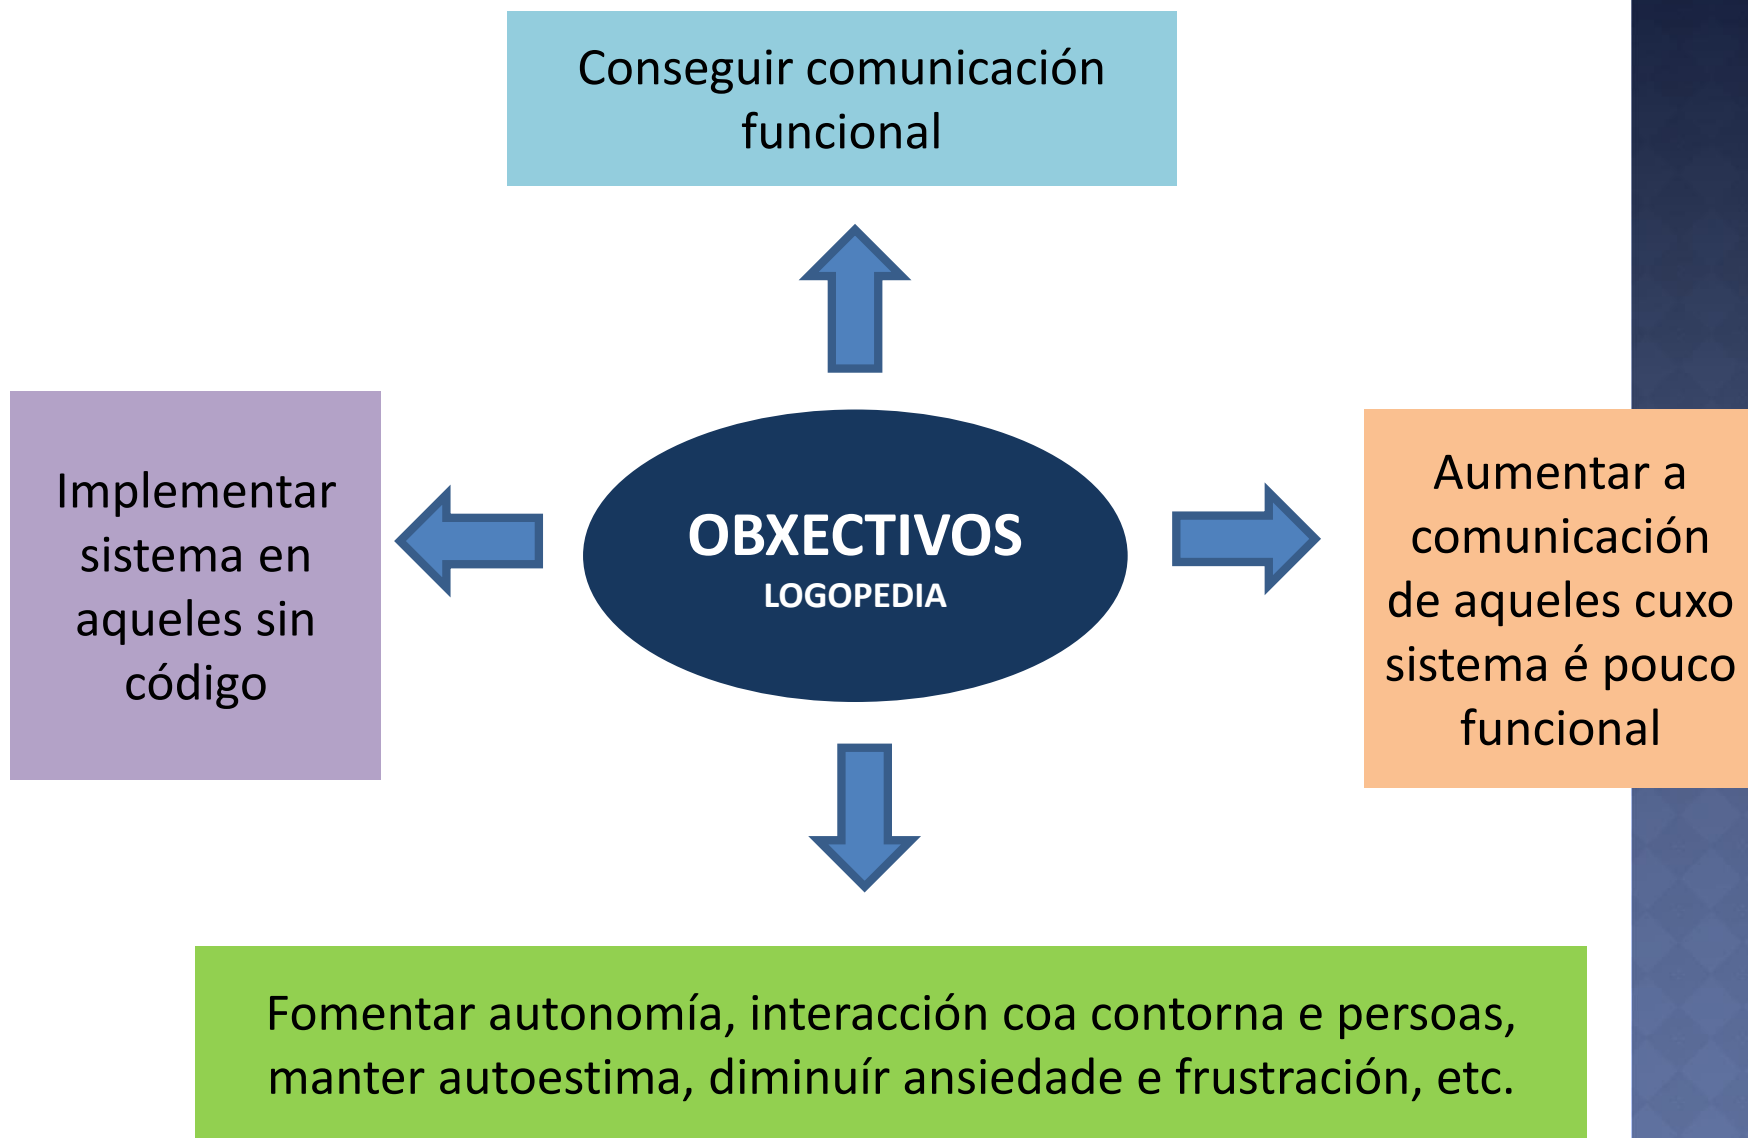 Conseguir comunicación
funcional
Implementar
sistema en
aqueles sin
código
OBXECTIVOS
LOGOPEDIA
Aumentar a
comunicación
de aqueles cuxo
sistema é pouco
funcional
Fomentar autonomía, interacción coa contorna e persoas,
manter autoestima, diminuír ansiedade e frustración, etc.